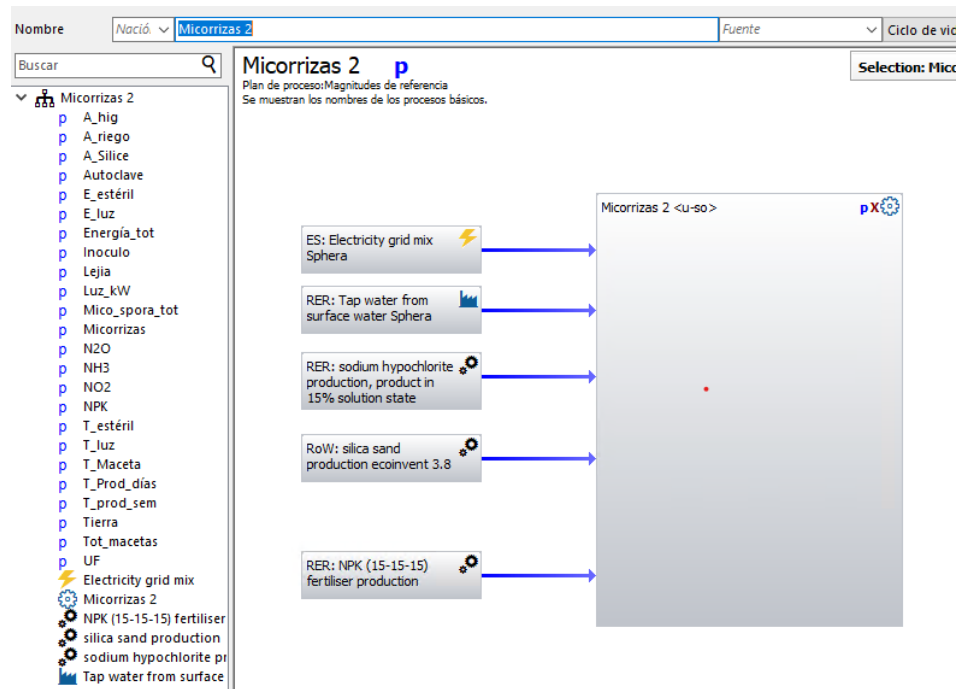 Nombre
Nació.
Micorrizas 2
Fuente
Ciclo de vid
Buscar
Micorrizas 2
A_hig
A_riego
A_Silice
Autoclave
E_estéril
E_luz
Energía_tot
Inoculo
Lejia
Luz_kW
Mico_spora_tot
Micorrizas
N2O
NH3
NO2
NPK
T_estéril
T_luz
T_Maceta
T_Prod_días
T_prod_sem
Tierra
Tot_macetas
UF
Electricity grid mix
Micorrizas 2
NPK (15-15-15) fertiliser
silica sand production
sodium hypochlorite pr
Tap water from surface
Micorrizas 2 p
Plan de proceso:Magnitudes de referencia
Se muestran los nombres de los procesos básicos.
Selection: Mico
ES: Electricity grid mix
Sphera
RER: Tap water from
surface water Sphera
RER: sodium hypochlorite
production, product in
15% solution state
RoW: silica sand
production ecoinvent 3.8
RER: NPK (15-15-15)
fertiliser production
Micorrizas 2 <u-so>
pX